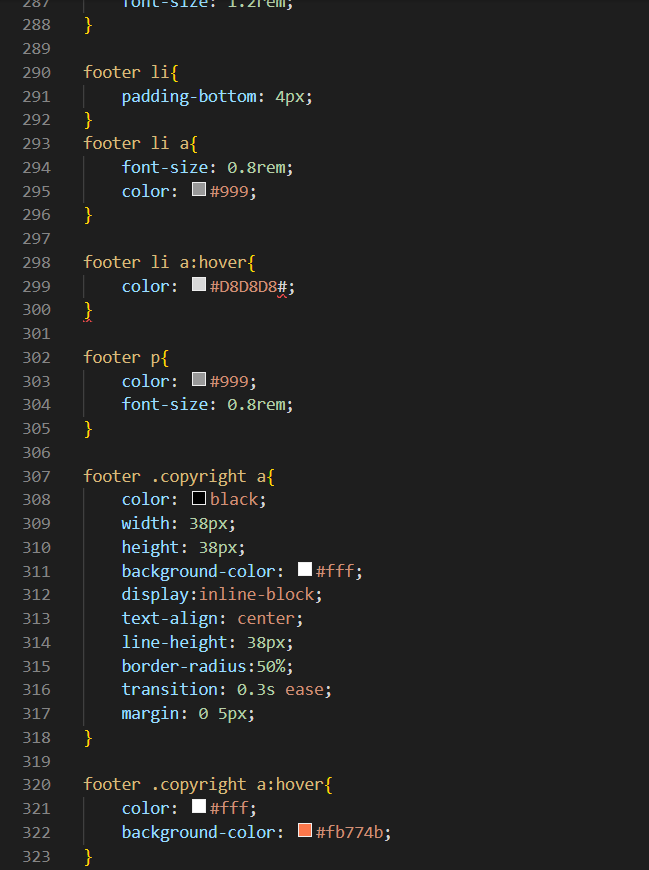 287 font-size: 1.2rem;
288 }
289
290 footer li{
291 padding-bottom: 4px;
292 }
293 footer li a{
294 font-size: 0.8rem;
295 color: #999;
296 }
297
298 footer li a:hover{
299 color: #D8D8D8#;
300 }
301
302 footer p{
303 color: #999;
304 font-size: 0.8rem;
305 }
306
307 footer .copyright a{
308 color: black;
309 width: 38px;
310 height: 38px;
311 background-color: #fff;
312 display:inline-block;
313 text-align: center;
314 line-height: 38px;
315 border-radius:50%;
316 transition: 0.3s ease;
317 margin: 0 5px;
318 }
319
320 footer .copyright a:hover{
321 color: #fff;
322 background-color: #fb774b;
323 }